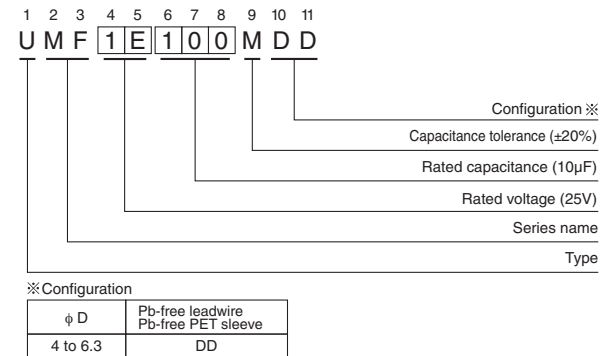 1 2 3 4 5 6 7 8 9 10 11
U M F 1 E 1 0 0 M D D
Configuration ※
Capacitance tolerance (±20%)
Rated capacitance (10µF)
Rated voltage (25V)
Series name
Type
※Configuration
ϕ D
Pb-free leadwire
Pb-free PET sleeve
4 to 6.3
DD